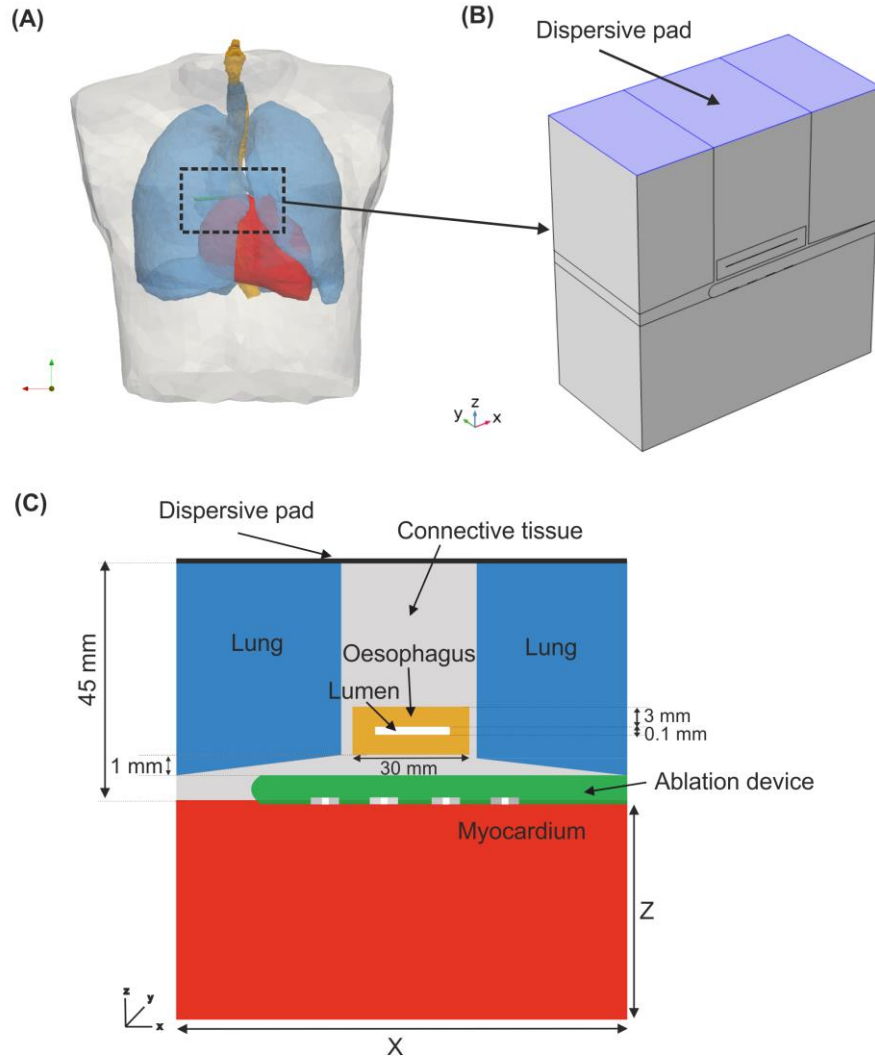 (A)
(B)
Dispersive pad
z
y
x
(C)
Dispersive pad
Connective tissue
Lung
Oesophagus
Lung
Lumen
45 mm
3 mm
0.1 mm
1 mm
30 mm
Ablation device
Myocardium
Z
z
y
x
X